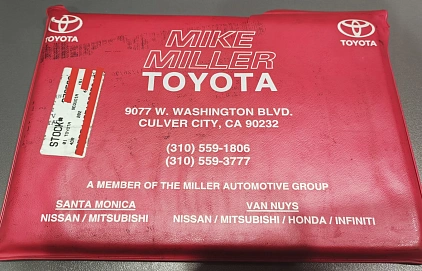 TOYOTA
TOYOTA
MIKE
MILLER
TOYOTA
9077 W. WASHINGTON BLVD.
CULVER CITY, CA 90232
(310) 559-1806
(310) 559-3777
STOCK#
A MEMBER OF THE MILLER AUTOMOTIVE GROUP
SANTA MONICA
NISSAN / MITSUBISHI
VAN NUYS
NISSAN / MITSUBISHI / HONDA / INFINITI